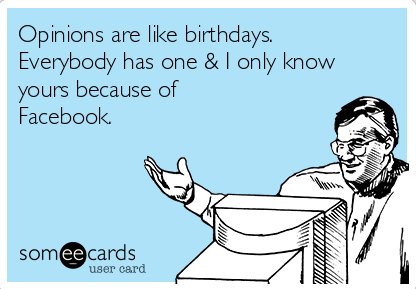 Opinions are like birthdays.
Everybody has one & I only know
yours because of
Facebook.
someecards
user card